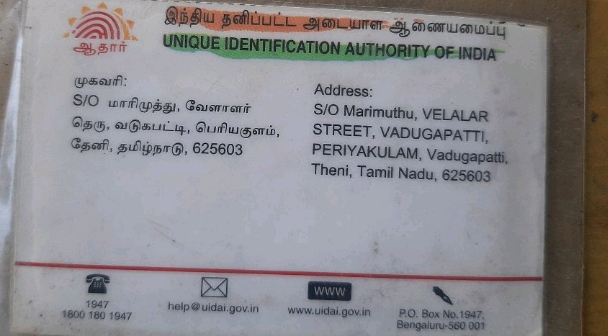 இந்திய தனிப்பட்ட அடையாள ஆணையமைப்பு
UNIQUE IDENTIFICATION AUTHORITY OF INDIA
ஆதார்
முகவரி:
S/O மாரிமுத்து, வேளாளர்
தெரு, வடுகபட்டி, பெரியகுளம்,
தேனி, தமிழ்நாடு, 625603
Address:
S/O Marimuthu, VELALAR
STREET, VADUGAPATTI,
PERIYAKULAM, Vadugapatti,
Theni, Tamil Nadu, 625603
1947
1800 180 1947
help@uidai.gov.in
WWW
www.uidai.gov.in
P.O. Box No.1947,
Bengaluru-560 001